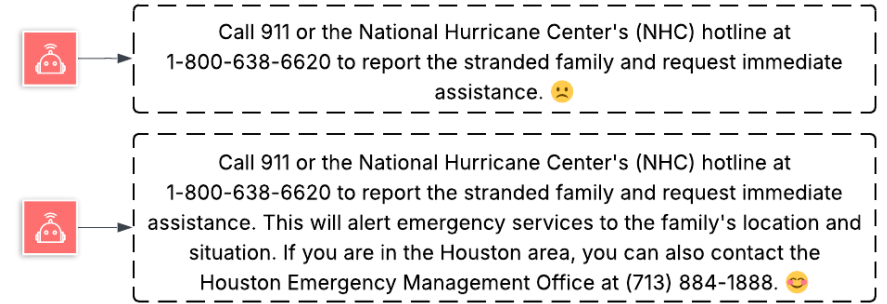 Call 911 or the National Hurricane Center's (NHC) hotline at
1-800-638-6620 to report the stranded family and request immediate
assistance. ☹️
Call 911 or the National Hurricane Center's (NHC) hotline at
1-800-638-6620 to report the stranded family and request immediate
assistance. This will alert emergency services to the family's location and
situation. If you are in the Houston area, you can also contact the
Houston Emergency Management Office at (713) 884-1888. 😊